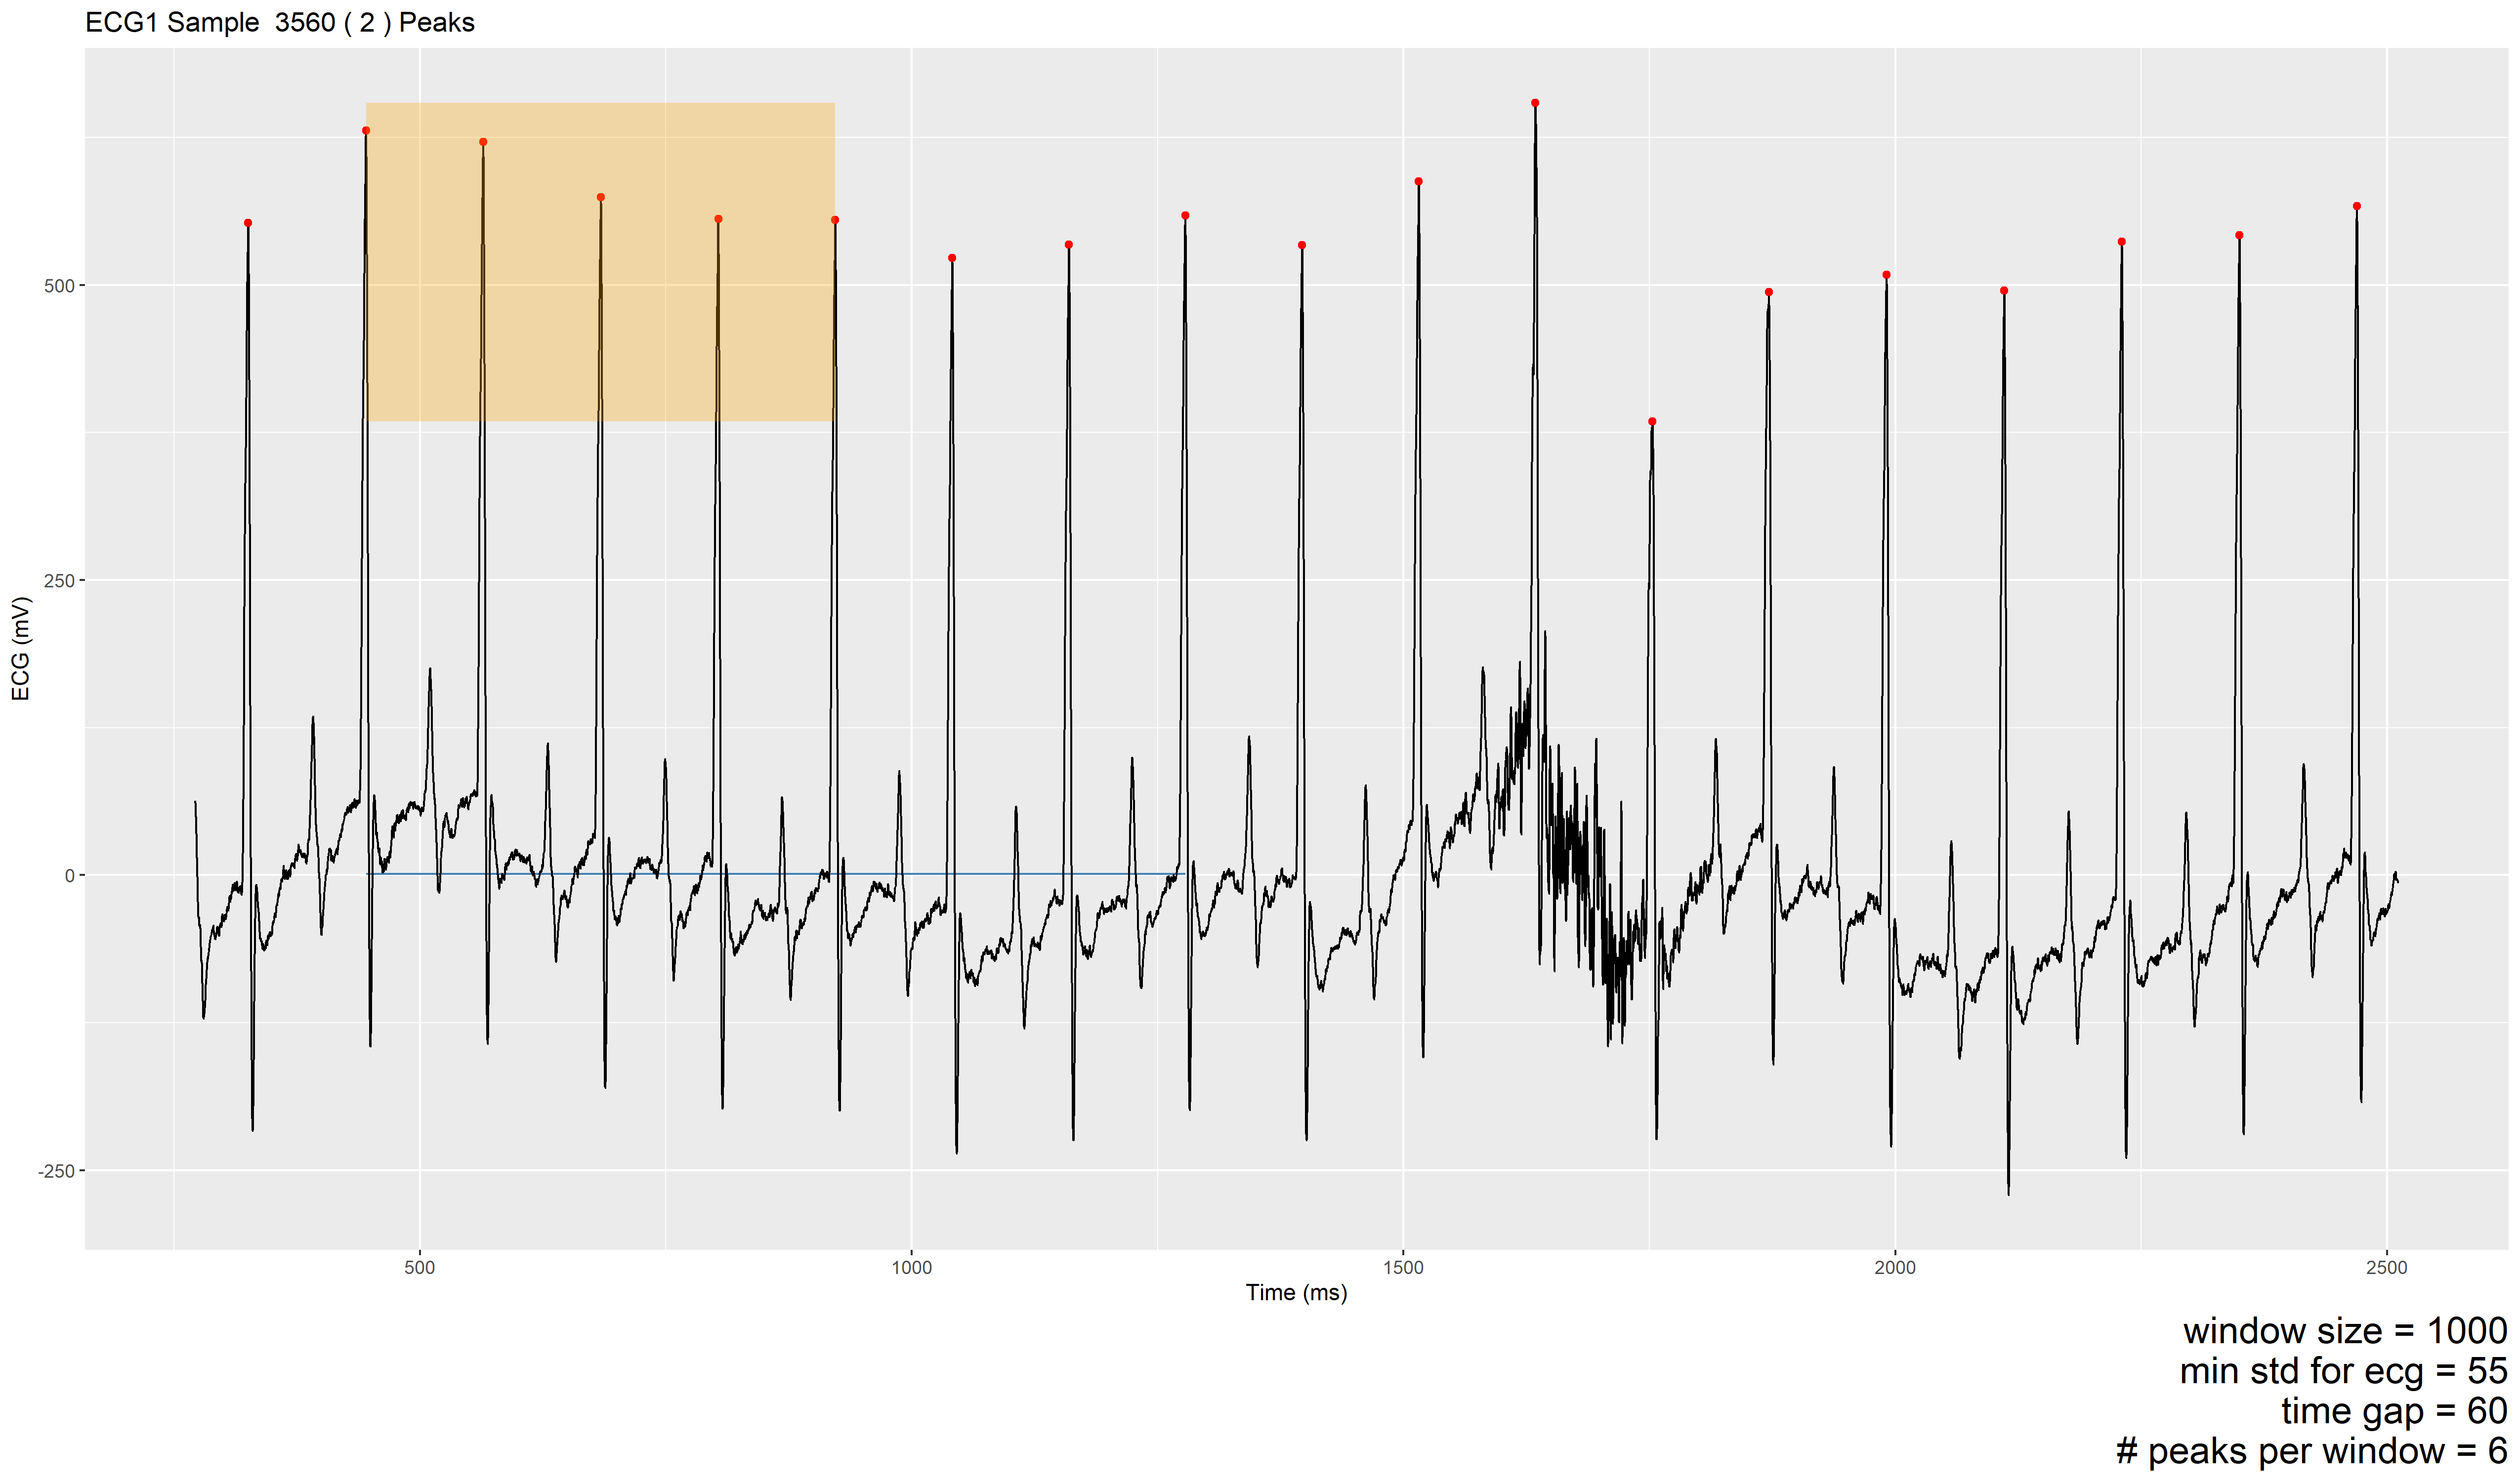 ECG1 Sample  3560 ( 2 ) Peaks
ECG (mV)
500
250
0
-250
500
1000
1500
2000
2500
Time (ms)
window size = 1000
min std for ecg = 55
time gap = 60
# peaks per window = 6